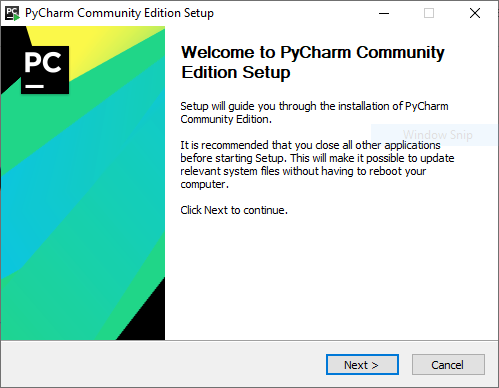 PyCharm Community Edition Setup
PC
Welcome to PyCharm Community
Edition Setup
Setup will guide you through the installation of PyCharm
Community Edition.
Window Snip
It is recommended that you close all other applications
before starting Setup. This will make it possible to update
relevant system files without having to reboot your
computer.
Click Next to continue.
Next >
Cancel